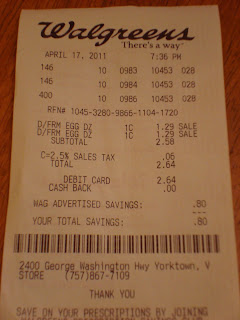 Walgreens
There's a way
APRIL 17, 2011 7:36 PM
146 10 0983 10453 028
146 10 0984 10453 028
400 10 0986 10453 028
RFN# 1045-3280-9866-1104-1720
D/FRM EGG DZ 1C 1.29 SALE
D/FRM EGG DZ 1C 1.29 SALE
SUBTOTAL 2.58
C=2.5% SALES TAX .06
TOTAL 2.64
DEBIT CARD 2.64
CASH BACK .00
WAG ADVERTISED SAVINGS: .80
---
YOUR TOTAL SAVINGS: .80
2400 George Washington Hwy Yorktown, V
STORE (757)867-7109
THANK YOU
SAVE ON YOUR PRESCRIPTIONS BY JOINING